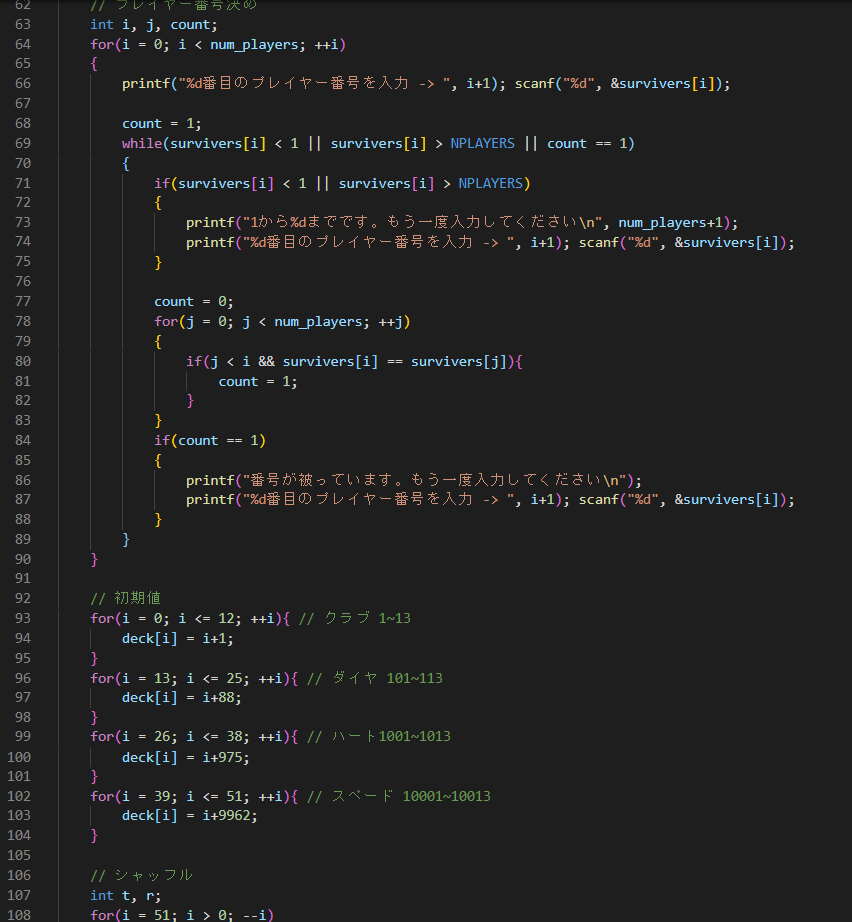 62 // プレイヤー番号決め
63 int i, j, count;
64 for(i = 0; i < num_players; ++i)
65 {
66 printf("%d番目のプレイヤー番号を入力 -> ", i+1); scanf("%d", &survivers[i]);
67
68 count = 1;
69 while(survivers[i] < 1 || survivers[i] > NPLAYERS || count == 1)
70 {
71 if(survivers[i] < 1 || survivers[i] > NPLAYERS)
72 {
73 printf("1から%dまでです。もう一度入力してください\n", num_players+1);
74 printf("%d番目のプレイヤー番号を入力 -> ", i+1); scanf("%d", &survivers[i]);
75 }
76
77 count = 0;
78 for(j = 0; j < num_players; ++j)
79 {
80 if(j < i && survivers[i] == survivers[j]){
81 count = 1;
82 }
83 }
84 if(count == 1)
85 {
86 printf("番号が被っています。もう一度入力してください\n");
87 printf("%d番目のプレイヤー番号を入力 -> ", i+1); scanf("%d", &survivers[i]);
88 }
89 }
90 }
91
92 // 初期値
93 for(i = 0; i <= 12; ++i){ // クラブ 1~13
94 deck[i] = i+1;
95 }
96 for(i = 13; i <= 25; ++i){ // ダイヤ 101~113
97 deck[i] = i+88;
98 }
99 for(i = 26; i <= 38; ++i){ // ハート1001~1013
100 deck[i] = i+975;
101 }
102 for(i = 39; i <= 51; ++i){ // スペード 10001~10013
103 deck[i] = i+9962;
104 }
105
106 // シャッフル
107 int t, r;
108 for(i = 51; i > 0; --i)